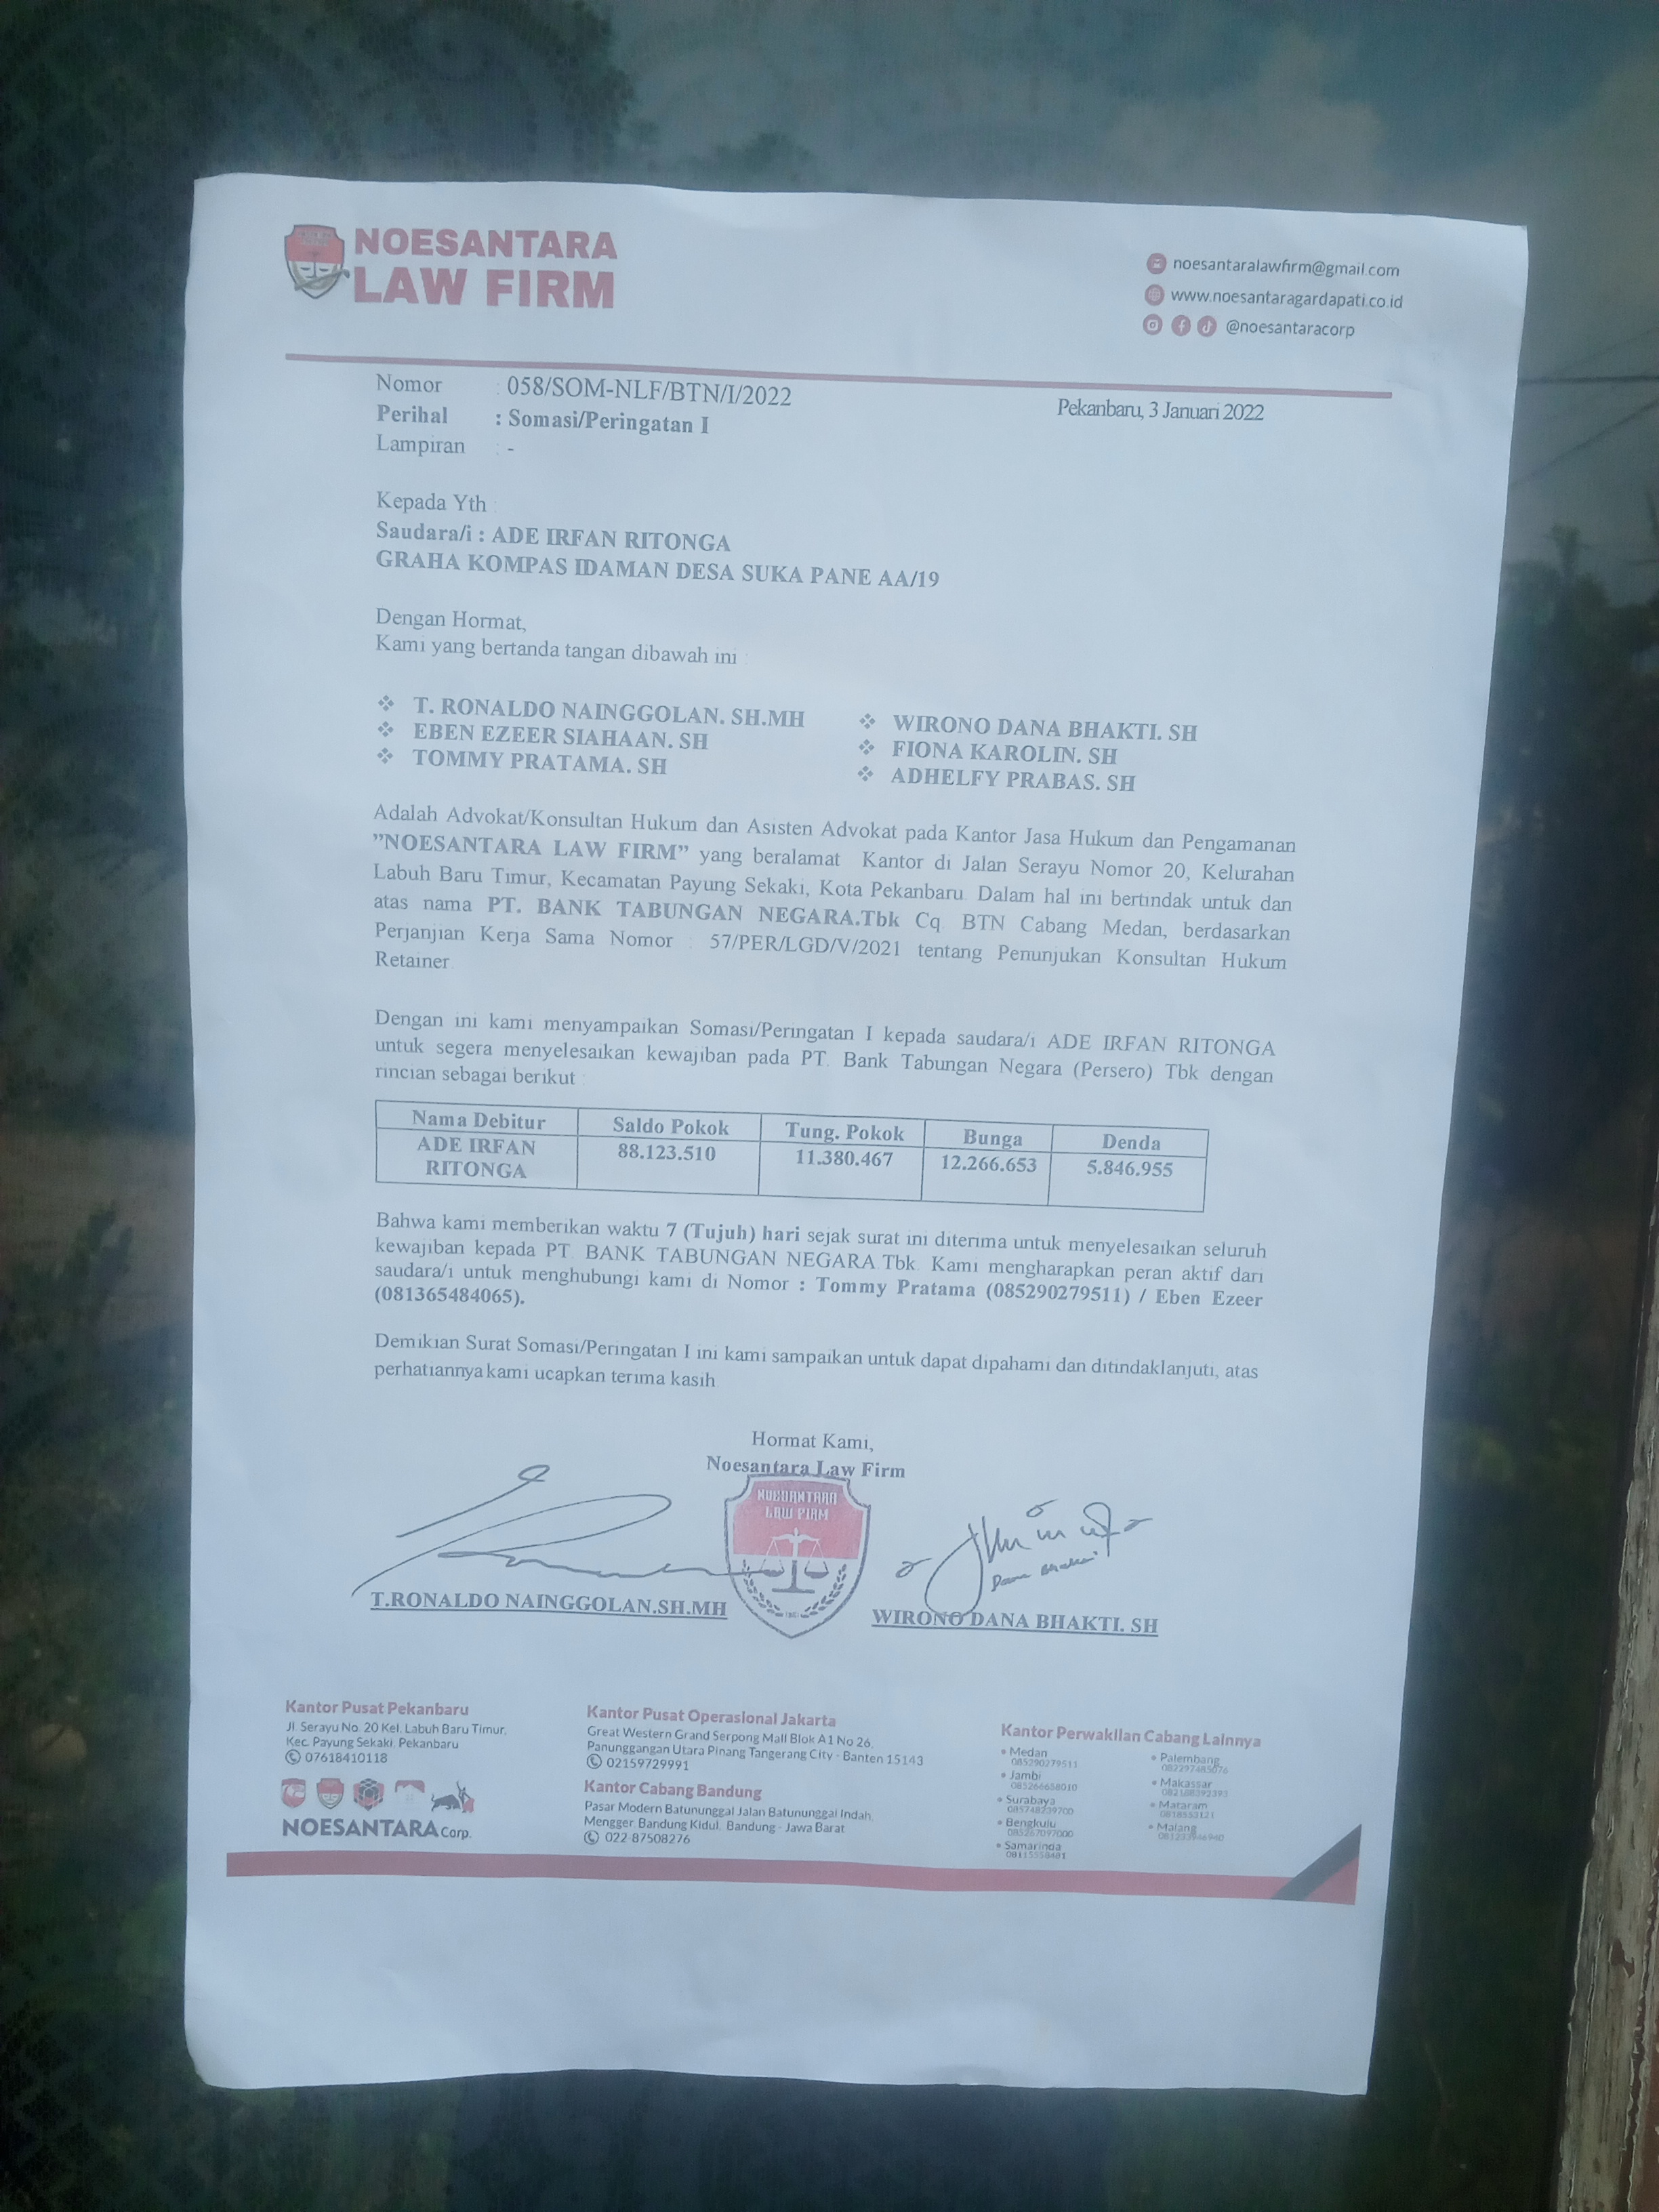 NOESANTARA
LAW FIRM
noesantaralawfirm@gmail.com
www.noesantaragardapati.co.id
@noesantaracorp
Nomor : 058/SOM-NLF/BTN/I/2022
Pekanbaru, 3 Januari 2022
Perihal : Somasi/Peringatan I
Lampiran : -
Kepada Yth :
Saudara/i : ADE IRFAN RITONGA
GRAHA KOMPAS IDAMAN DESA SUKA PANE AA/19
Dengan Hormat,
Kami yang bertanda tangan dibawah ini :
❖ T. RONALDO NAINGGOLAN. SH.MH
❖ EBEN EZEER SIAHAAN. SH
❖ TOMMY PRATAMA. SH
❖ WIRONO DANA BHAKTI. SH
❖ FIONA KAROLIN. SH
❖ ADHELFY PRABAS. SH
Adalah Advokat/Konsultan Hukum dan Asisten Advokat pada Kantor Jasa Hukum dan Pengamanan
”NOESANTARA LAW FIRM” yang beralamat Kantor di Jalan Serayu Nomor 20, Kelurahan
Labuh Baru Timur, Kecamatan Payung Sekaki, Kota Pekanbaru. Dalam hal ini bertindak untuk dan
atas nama PT. BANK TABUNGAN NEGARA.Tbk Cq. BTN Cabang Medan, berdasarkan
Perjanjian Kerja Sama Nomor : 57/PER/LGD/V/2021 tentang Penunjukan Konsultan Hukum
Retainer.
Dengan ini kami menyampaikan Somasi/Peringatan I kepada saudara/i ADE IRFAN RITONGA
untuk segera menyelesaikan kewajiban pada PT. Bank Tabungan Negara (Persero) Tbk dengan
rincian sebagai berikut :
Nama Debitur Saldo Pokok Tung. Pokok Bunga Denda
ADE IRFAN 88.123.510 11.380.467 12.266.653 5.846.955
RITONGA
Bahwa kami memberikan waktu 7 (Tujuh) hari sejak surat ini diterima untuk menyelesaikan seluruh
kewajiban kepada PT. BANK TABUNGAN NEGARA.Tbk. Kami mengharapkan peran aktif dari
saudara/i untuk menghubungi kami di Nomor : Tommy Pratama (085290279511) / Eben Ezeer
(081365484065).
Demikian Surat Somasi/Peringatan I ini kami sampaikan untuk dapat dipahami dan ditindaklanjuti, atas
perhatiannya kami ucapkan terima kasih
Hormat Kami,
Noesantara Law Firm
NOESANTARA
LAW FIRM
T.RONALDO NAINGGOLAN.SH.MH
WIRONO DANA BHAKTI. SH
Kantor Pusat Pekanbaru
Jl. Serayu No. 20 Kel. Labuh Baru Timur,
Kec. Payung Sekaki, Pekanbaru
07618410118
NOESANTARA Corp.
Kantor Pusat Operasional Jakarta
Great Western Grand Serpong Mall Blok A1 No 26,
Panunggangan Utara Pinang Tangerang City - Banten 15143
02159729991
Kantor Cabang Bandung
Pasar Modern Batununggal Jalan Batununggal Indah,
Mengger Bandung Kidul, Bandung - Jawa Barat
022-87508276
Kantor Perwakilan Cabang Lainnya
• Medan
085290279511
• Jambi
085266658010
• Surabaya
085748239700
• Bengkulu
085267097000
• Samarinda
• Palembang
• Makassar
• Mataram
• Malang